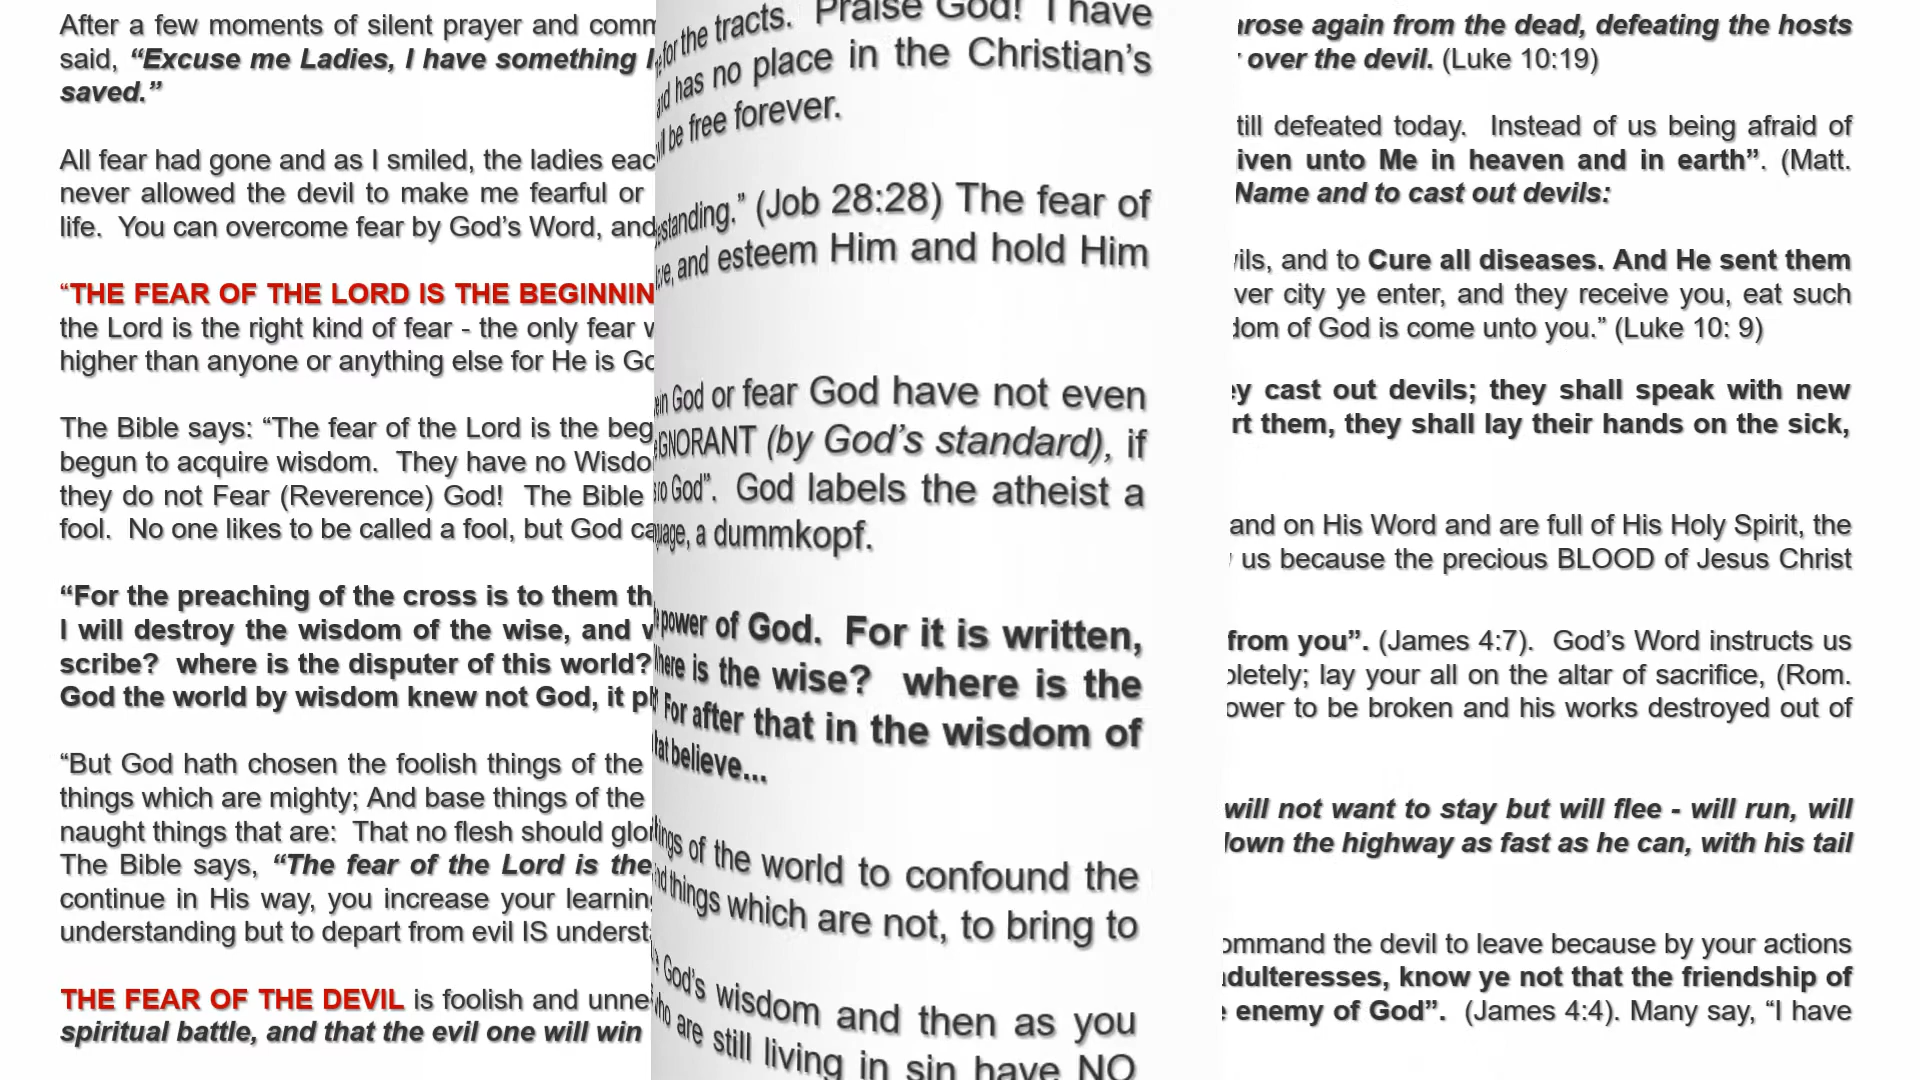 After a few moments of silent prayer and comm
said, “Excuse me Ladies, I have something I
saved.”
All fear had gone and as I smiled, the ladies eac
never allowed the devil to make me fearful or
life. You can overcome fear by God’s Word, and
“THE FEAR OF THE LORD IS THE BEGINNIN
the Lord is the right kind of fear - the only fear w
higher than anyone or anything else for He is Go
The Bible says: “The fear of the Lord is the beg
begun to acquire wisdom. They have no Wisdo
they do not Fear (Reverence) God! The Bible
fool. No one likes to be called a fool, but God ca
“For the preaching of the cross is to them th
I will destroy the wisdom of the wise, and w
scribe? where is the disputer of this world?
God the world by wisdom knew not God, it pl
“But God hath chosen the foolish things of the
things which are mighty; And base things of the
naught things that are: That no flesh should glor
The Bible says, “The fear of the Lord is the
continue in His way, you increase your learning
understanding but to depart from evil IS underst
THE FEAR OF THE DEVIL is foolish and unne
spiritual battle, and that the evil one will win
for the tracts. Praise God! I have
ard has no place in the Christian’s
will be free forever.
standing.” (Job 28:28) The fear of
ove, and esteem Him and hold Him
in God or fear God have not even
IGNORANT (by God’s standard), if
no God”. God labels the atheist a
uage, a dummkopf.
power of God. For it is written,
here is the wise? where is the
For after that in the wisdom of
that believe...
ings of the world to confound the
nd things which are not, to bring to
God’s wisdom and then as you
who are still living in sin have NO
arose again from the dead, defeating the hosts
over the devil. (Luke 10:19)
till defeated today. Instead of us being afraid of
iven unto Me in heaven and in earth”. (Matt.
Name and to cast out devils:
vils, and to Cure all diseases. And He sent them
ver city ye enter, and they receive you, eat such
dom of God is come unto you.” (Luke 10: 9)
ey cast out devils; they shall speak with new
rt them, they shall lay their hands on the sick,
and on His Word and are full of His Holy Spirit, the
us because the precious BLOOD of Jesus Christ
from you”. (James 4:7). God’s Word instructs us
pletely; lay your all on the altar of sacrifice, (Rom.
ower to be broken and his works destroyed out of
will not want to stay but will flee - will run, will
down the highway as fast as he can, with his tail
ommand the devil to leave because by your actions
adulteresses, know ye not that the friendship of
enemy of God”. (James 4:4). Many say, “I have